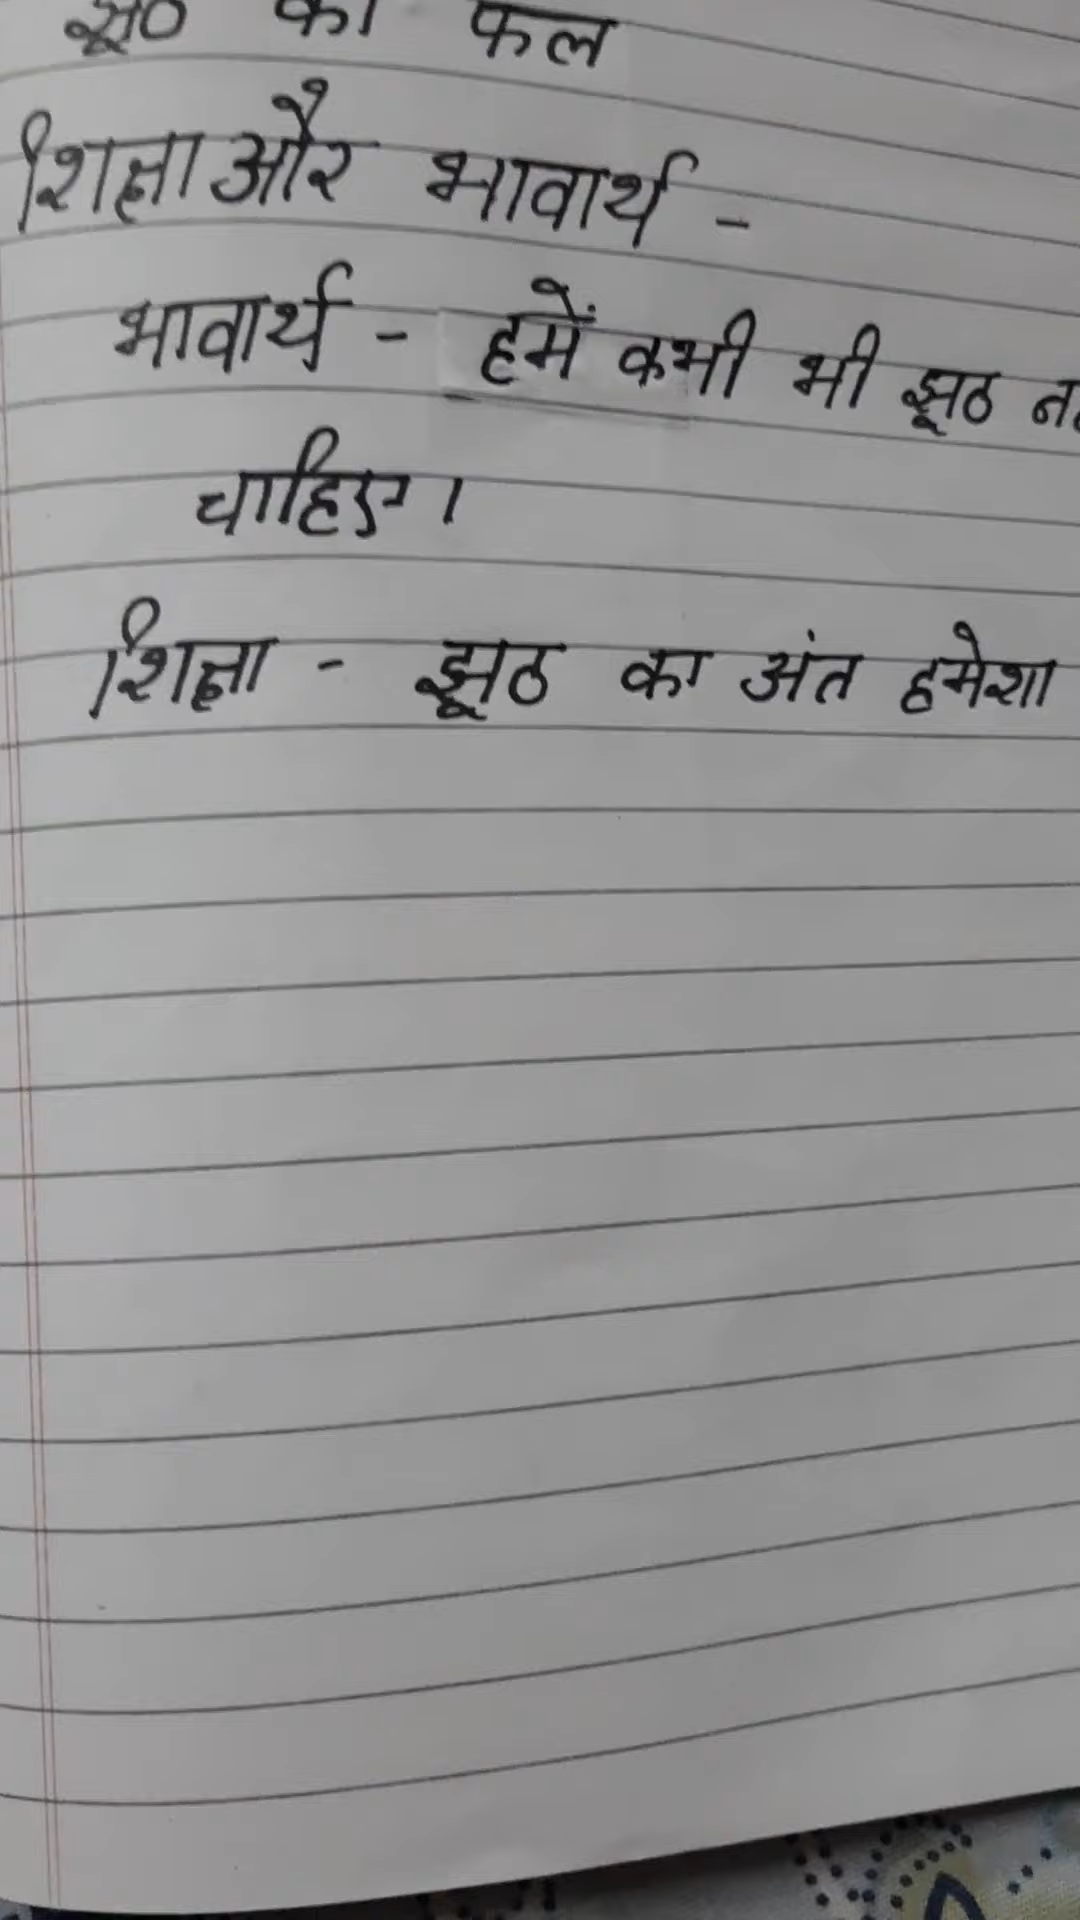 झूठ का फल
शिक्षा और भावार्थ -
भावार्थ - हमें कभी भी झूठ
चाहिए।
शिक्षा - झूठ का अंत हमेशा